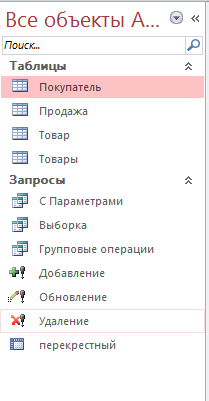 Все объекты A...
Поиск...
Таблицы
Покупатель
Продажа
Товар
Товары
Запросы
С Параметрами
Выборка
Групповые операции
Добавление
Обновление
Удаление
перекрестный